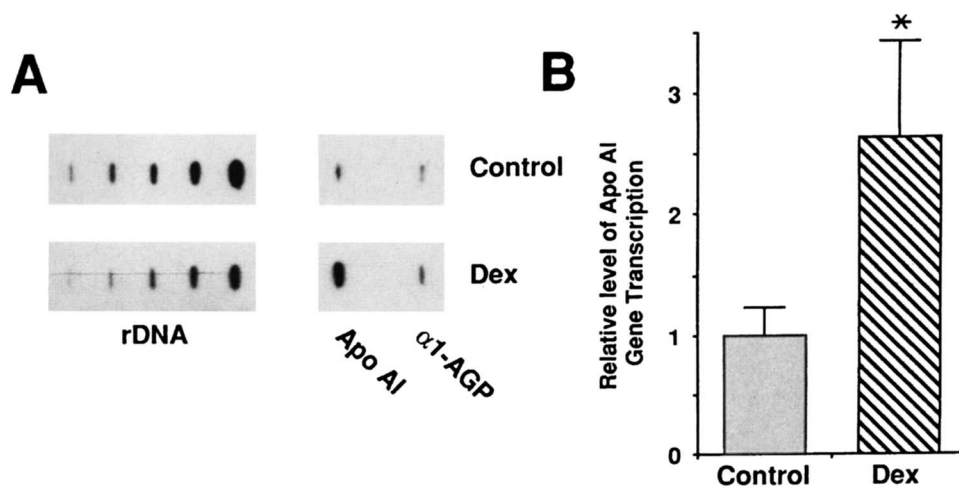 A
Control
Dex
rDNA
Apo AI
α1-AGP
B
*
Relative level of Apo AI
Gene Transcription
3
2
1
0
Control
Dex